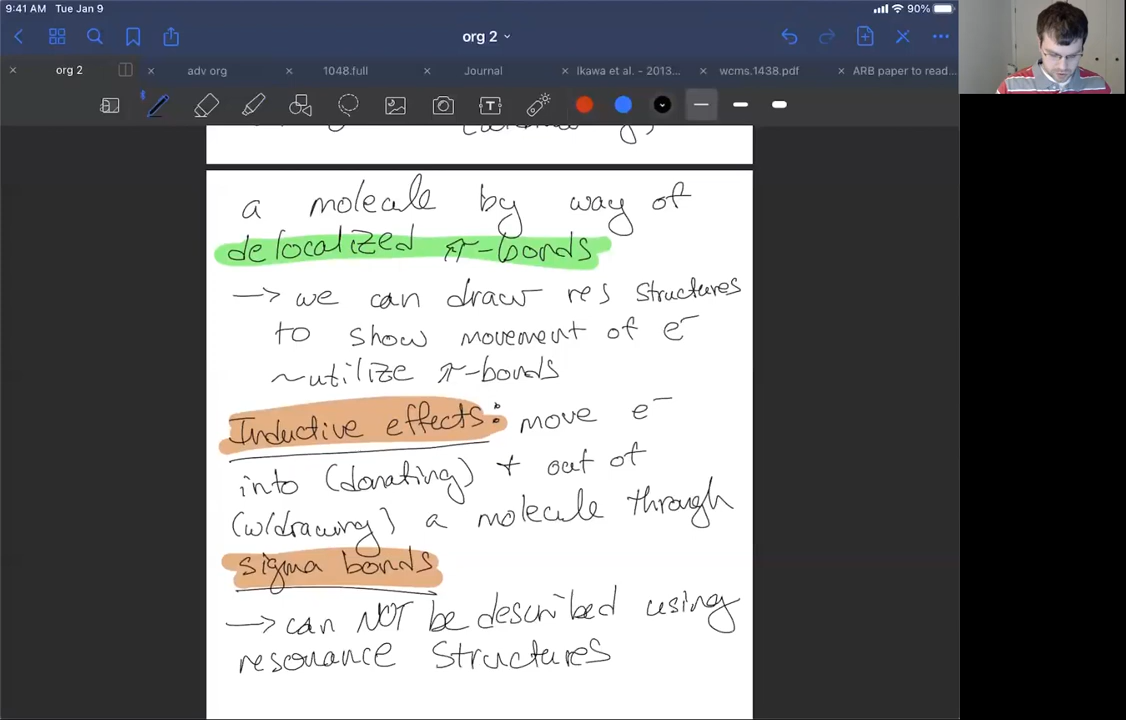 9:41 AM Tue Jan 9
90%
org 2
org 2
adv org
1048.full
Journal
Ikawa et al. - 2013...
wcms.1438.pdf
ARB paper to read...
a molecule by way of
delocalized π-bonds
→ we can draw res structures
to show movement of e⁻
~utilize π-bonds
Inductive effects: move e⁻
into (donating) + out of
(w/drawing) a molecule through
sigma bonds
→ can NOT be described using
resonance structures